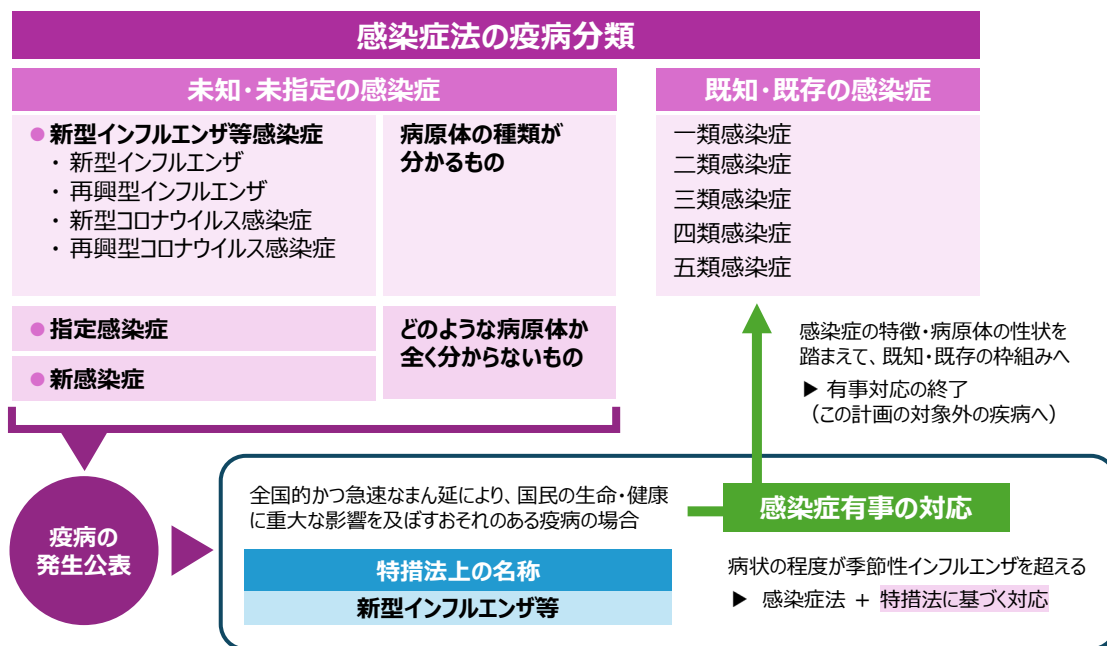 感染症法の疫病分類
未知・未指定の感染症
●新型インフルエンザ等感染症
・ 新型インフルエンザ
・ 再興型インフルエンザ
・ 新型コロナウイルス感染症
・ 再興型コロナウイルス感染症
病原体の種類が
分かるもの
●指定感染症
●新感染症
どのような病原体か
全く分からないもの
既知・既存の感染症
一類感染症
二類感染症
三類感染症
四類感染症
五類感染症
感染症の特徴・病原体の性状を
踏まえて、既知・既存の枠組みへ
▶ 有事対応の終了
（この計画の対象外の疫病へ）
疫病の
発生公表
全国的かつ急速なまん延により、国民の生命・健康
に重大な影響を及ぼすおそれのある疫病の場合
特措法上の名称
新型インフルエンザ等
感染症有事の対応
病状の程度が季節性インフルエンザを超える
▶ 感染症法 + 特措法に基づく対応